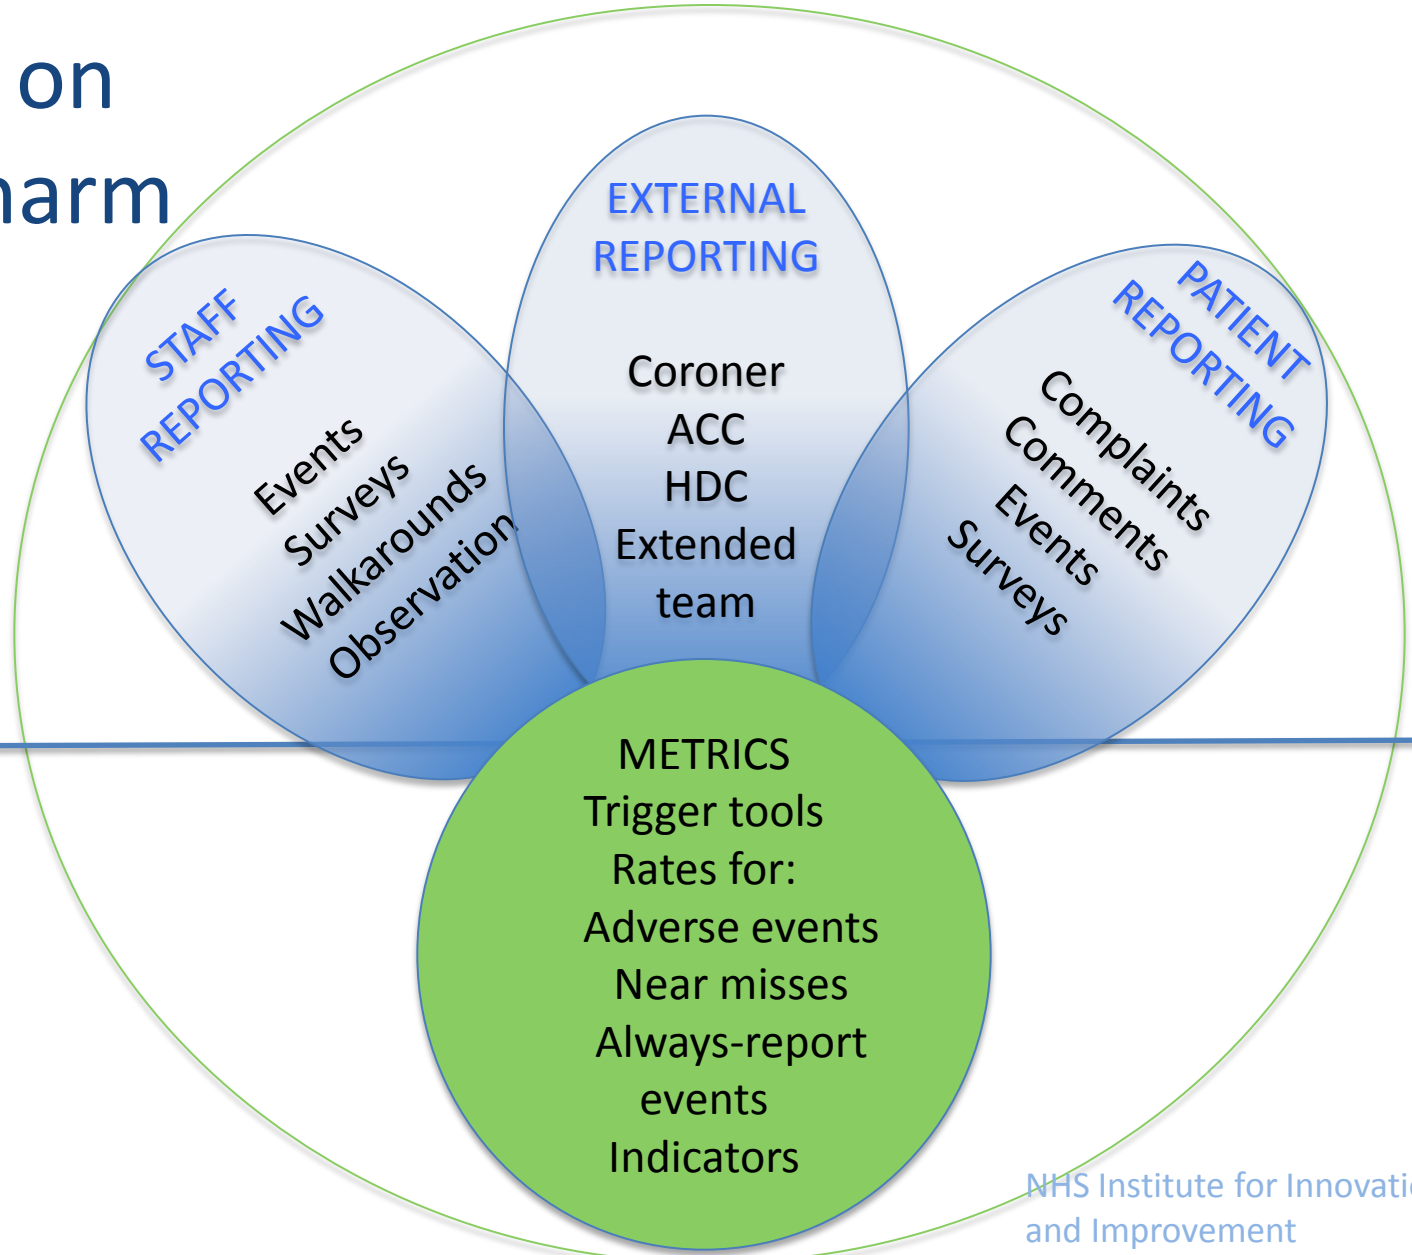 on
harm
EXTERNAL
REPORTING
Coroner
ACC
HDC
Extended
team
STAFF
REPORTING
Events
Surveys
Walkarounds
Observation
PATIENT
REPORTING
Complaints
Comments
Events
Surveys
METRICS
Trigger tools
Rates for:
Adverse events
Near misses
Always-report
events
Indicators
NHS Institute for Innovatio
and Improvement